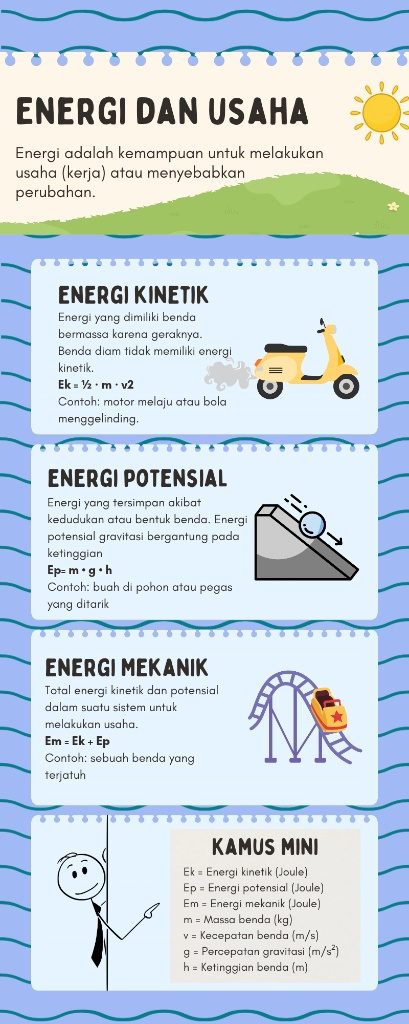 ENERGI DAN USAHA
Energi adalah kemampuan untuk melakukan
usaha (kerja) atau menyebabkan
perubahan.
ENERGI KINETIK
Energi yang dimiliki benda
bermassa karena geraknya.
Benda diam tidak memiliki energi
kinetik.
Ek = ½ • m • v2
Contoh: motor melaju atau bola
menggelinding.
ENERGI POTENSIAL
Energi yang tersimpan akibat
kedudukan atau bentuk benda. Energi
potensial gravitasi bergantung pada
ketinggian
Ep= m • g • h
Contoh: buah di pohon atau pegas
yang ditarik
ENERGI MEKANIK
Total energi kinetik dan potensial
dalam suatu sistem untuk
melakukan usaha.
Em = Ek + Ep
Contoh: sebuah benda yang
terjatuh
KAMUS MINI
Ek = Energi kinetik (Joule)
Ep = Energi potensial (Joule)
Em = Energi mekanik (Joule)
m = Massa benda (kg)
v = Kecepatan benda (m/s)
g = Percepatan gravitasi (m/s²)
h = Ketinggian benda (m)